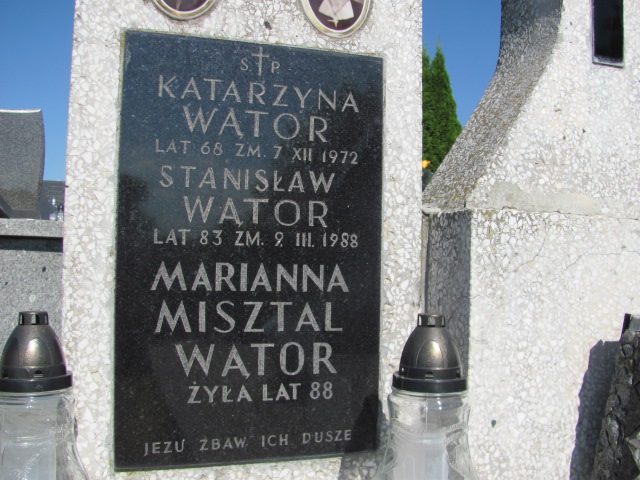 Ś P.
KATARZYNA
WĄTOR
LAT 68 ZM. 7 XII 1972
STANISŁAW
WĄTOR
LAT 83 ZM. 2 III. 1988
MARIANNA
MISZTAL
WĄTOR
ŻYŁA LAT 88
JEZU ZBAW ICH DUSZE